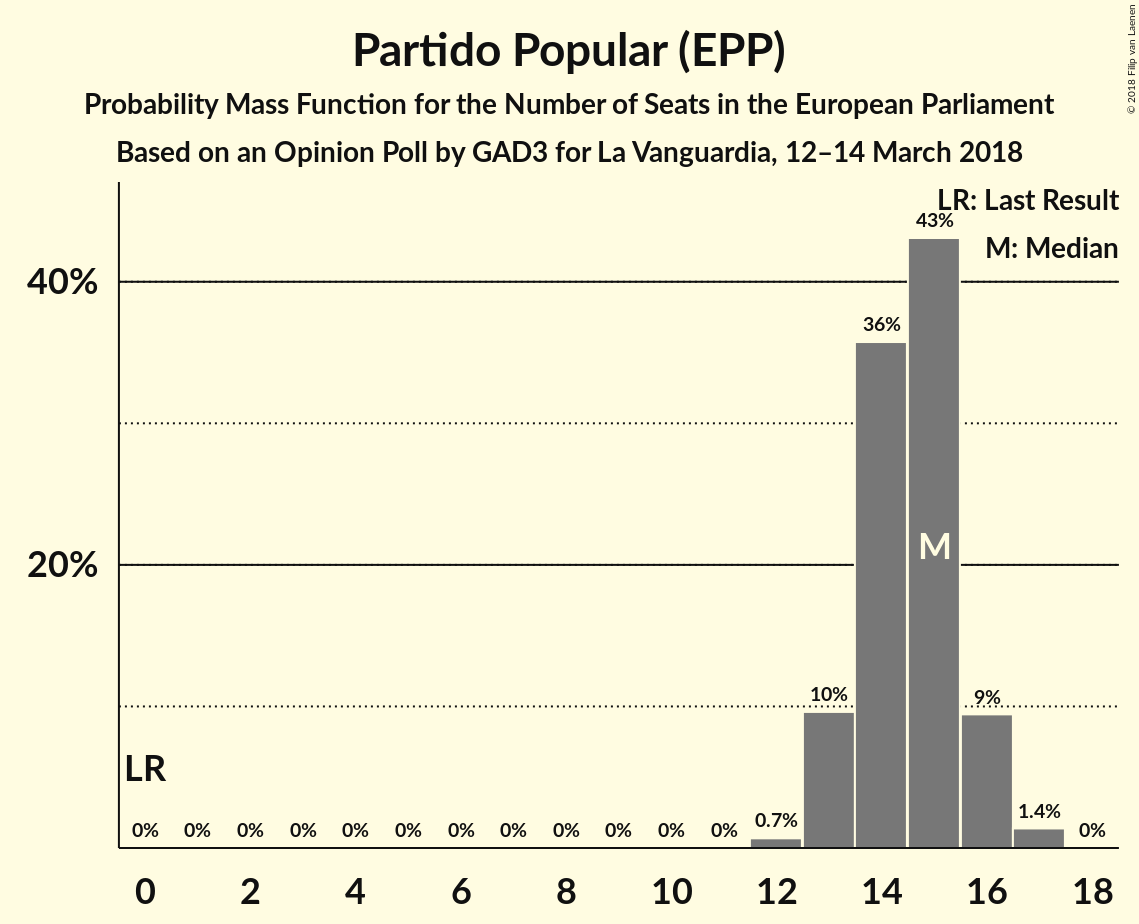 Partido Popular (EPP)
Probability Mass Function for the Number of Seats in the European Parliament
Based on an Opinion Poll by GAD3 for La Vanguardia, 12–14 March 2018
© 2018 Filip van Laenen
LR: Last Result
M: Median
40%
20%
43%
36%
M
10%
9%
LR
0% 0% 0% 0% 0% 0% 0% 0% 0% 0% 0% 0% 0.7% 1.4% 0%
0 2 4 6 8 10 12 14 16 18